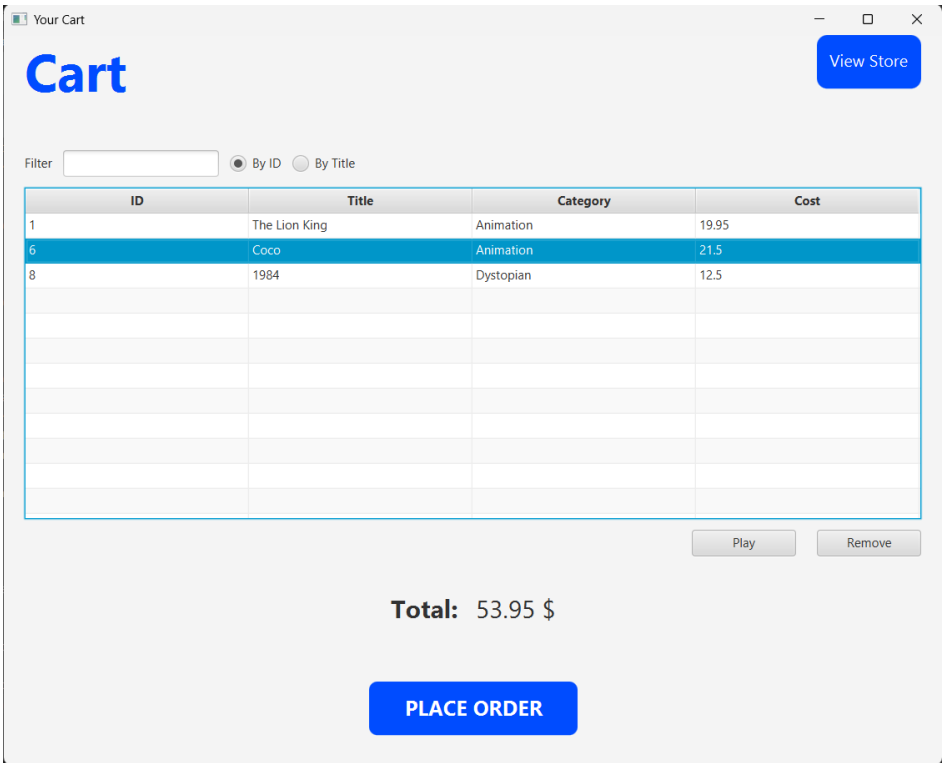 Your Cart
Cart
View Store
Filter By ID By Title
ID Title Category Cost
1 The Lion King Animation 19.95
6 Coco Animation 21.5
8 1984 Dystopian 12.5
Play Remove
Total: 53.95 $
PLACE ORDER